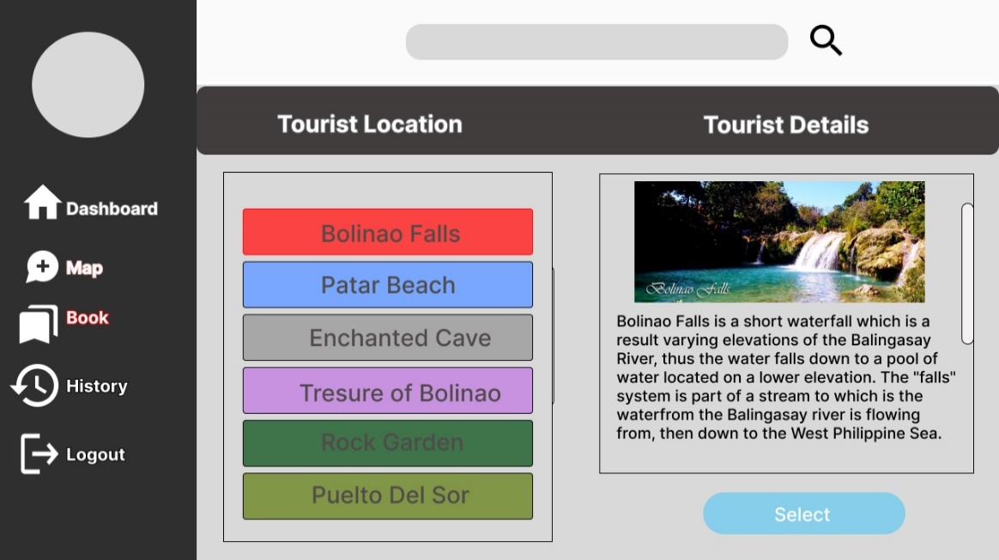 Dashboard
Map
Book
History
Logout
Tourist Location
Tourist Details
Bolinao Falls
Patar Beach
Enchanted Cave
Tresure of Bolinao
Rock Garden
Puelto Del Sor
Bolinao Falls
Bolinao Falls is a short waterfall which is a
result varying elevations of the Balingasay
River, thus the water falls down to a pool of
water located on a lower elevation. The "falls"
system is part of a stream to which is the
waterfrom the Balingasay river is flowing
from, then down to the West Philippine Sea.
Select